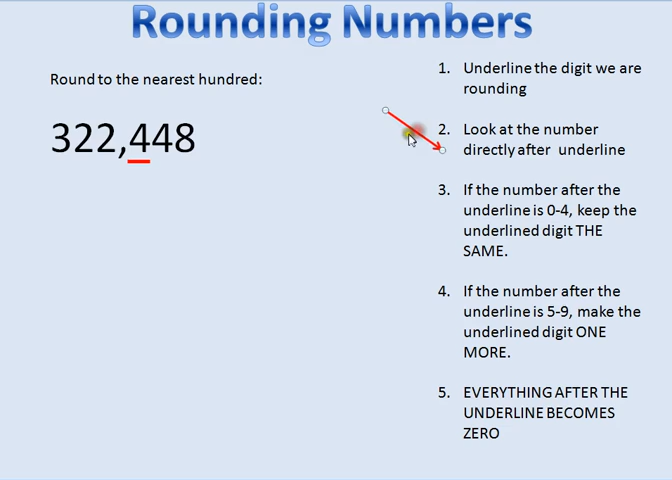 Rounding Numbers
Round to the nearest hundred:
322,448
1. Underline the digit we are
rounding
2. Look at the number
directly after underline
3. If the number after the
underline is 0-4, keep the
underlined digit THE
SAME.
4. If the number after the
underline is 5-9, make the
underlined digit ONE
MORE.
5. EVERYTHING AFTER THE
UNDERLINE BECOMES
ZERO